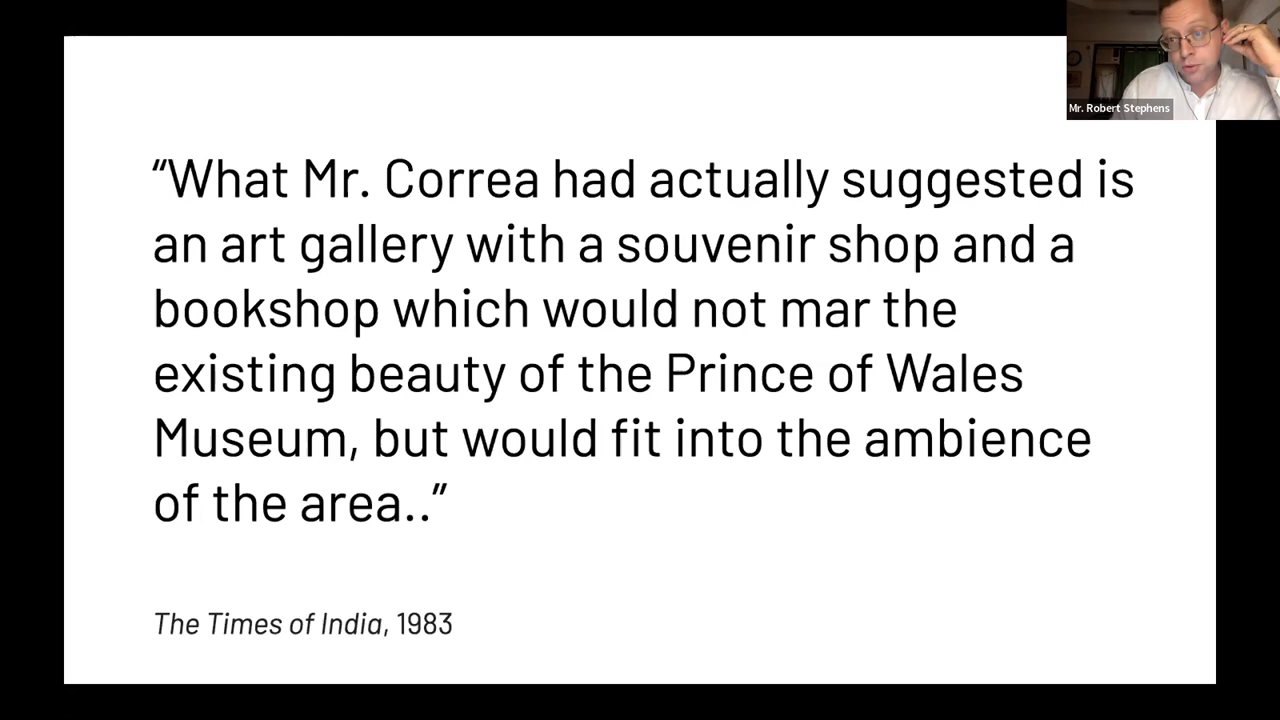 Mr. Robert Stephens
“What Mr. Correa had actually suggested is
an art gallery with a souvenir shop and a
bookshop which would not mar the
existing beauty of the Prince of Wales
Museum, but would fit into the ambience
of the area..”
The Times of India, 1983